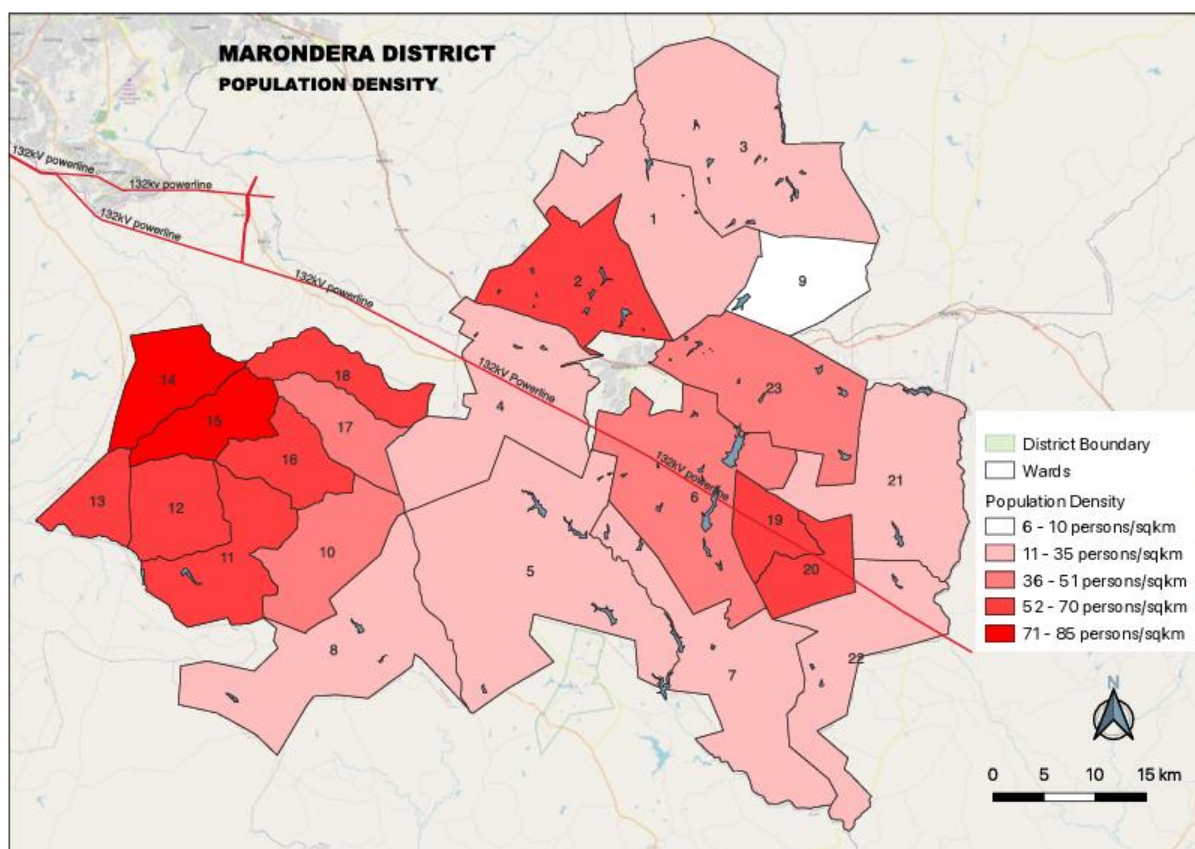 MARONDERA DISTRICT
POPULATION DENSITY
132kV powerline
132kv powerline
132kV powerline
132kV powerline
132kV Powerline
132kV powerline
3
1
9
2
14
18
15
4
23
17
16
21
13
12
6
19
10
11
5
20
8
7
22
District Boundary
Wards
Population Density
6 - 10 persons/sqkm
11 - 35 persons/sqkm
36 - 51 persons/sqkm
52 - 70 persons/sqkm
71 - 85 persons/sqkm
N
0 5 10 15 km